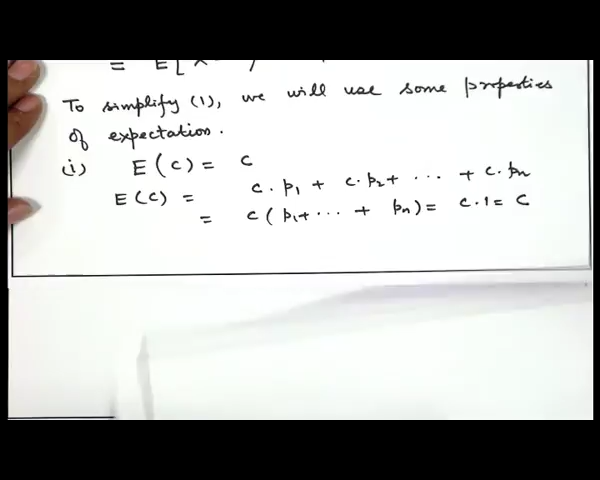 = E[X
To simplify (1), we will use some properties
of expectation.
(i) E(c) = c
E(c) = c.p1 + c.p2 + ... + c.pn
= c(p1+... + pn) = c.1 = c